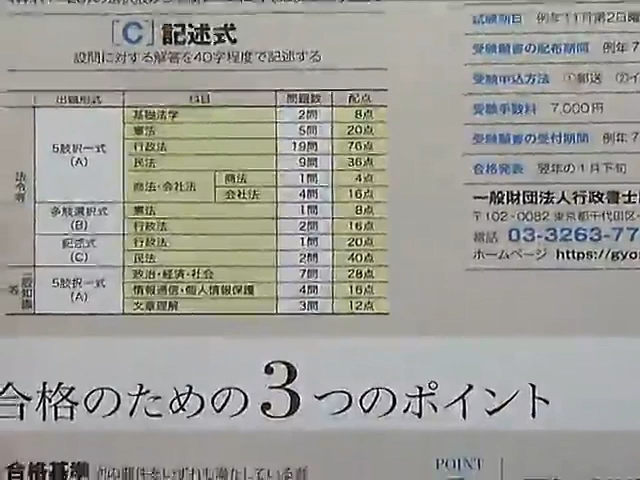 [C]記述式
設問に対する解答を40字程度で記述する
出題形式 科目 問題数 配点
法令等
5肢択一式
(A)
基礎法学 2問 8点
憲法 5問 20点
行政法 19問 76点
民法 9問 36点
商法・会社法 商法 1問 4点
会社法 4問 16点
多肢選択式
(B)
憲法 1問 8点
行政法 2問 16点
記述式
(C)
行政法 1問 20点
民法 2問 40点
一般知識等
5肢択一式
(A)
政治・経済・社会 7問 28点
情報通信・個人情報保護 4問 16点
文章理解 3問 12点
試験期日 例年11月第2日曜
受験願書の配布期間 例年7
受験申込方法 ①郵送
受験手数料 7,000円
受験願書の受付期間 例年7
合格発表 翌年の1月下旬
一般財団法人行政書士
〒102-0082 東京都千代田区
電話 03-3263-77
ホームページ https://gyo
合格のための3つのポイント
合格基準
POINT